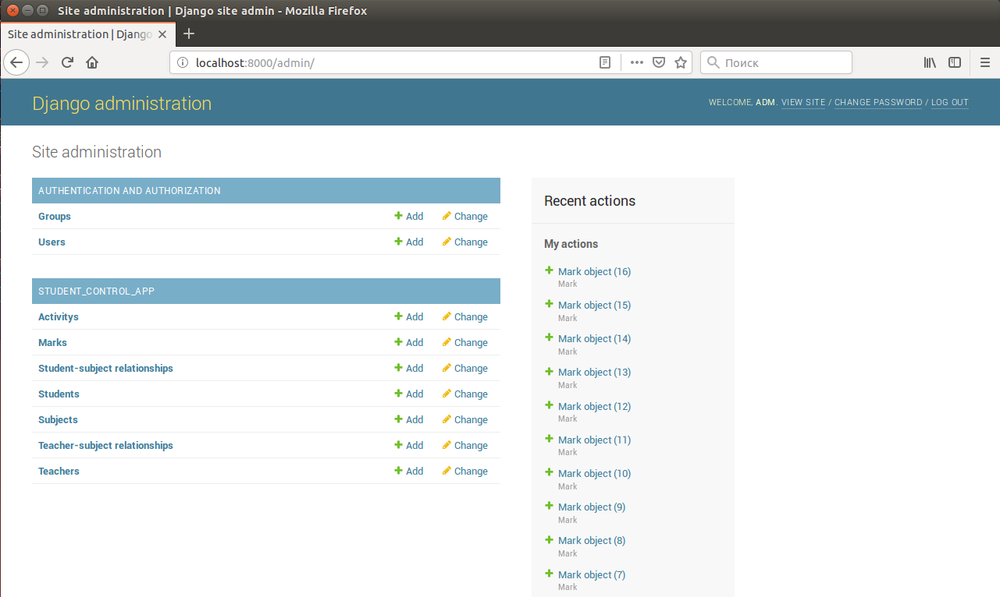 Site administration | Django site admin - Mozilla Firefox
Site administration | Django
localhost:8000/admin/
Поиск
Django administration
WELCOME, ADM. VIEW SITE / CHANGE PASSWORD / LOG OUT
Site administration
AUTHENTICATION AND AUTHORIZATION
Groups Add Change
Users Add Change
STUDENT_CONTROL_APP
Activitys Add Change
Marks Add Change
Student-subject relationships Add Change
Students Add Change
Subjects Add Change
Teacher-subject relationships Add Change
Teachers Add Change
Recent actions
My actions
Mark object (16)
Mark
Mark object (15)
Mark
Mark object (14)
Mark
Mark object (13)
Mark
Mark object (12)
Mark
Mark object (11)
Mark
Mark object (10)
Mark
Mark object (9)
Mark
Mark object (8)
Mark
Mark object (7)
Mark